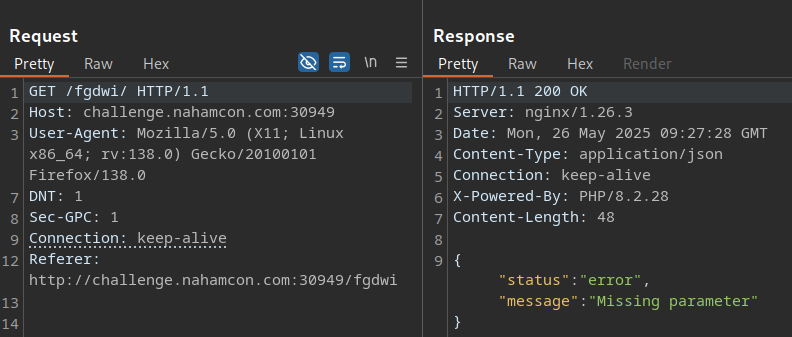 Request
Pretty Raw Hex \n
1 GET /fgdwi/ HTTP/1.1
2 Host: challenge.nahamcon.com:30949
3 User-Agent: Mozilla/5.0 (X11; Linux
x86_64; rv:138.0) Gecko/20100101
Firefox/138.0
7 DNT: 1
8 Sec-GPC: 1
9 Connection: keep-alive
12 Referer:
http://challenge.nahamcon.com:30949/fgdwi
13
14
Response
Pretty Raw Hex Render
1 HTTP/1.1 200 OK
2 Server: nginx/1.26.3
3 Date: Mon, 26 May 2025 09:27:28 GMT
4 Content-Type: application/json
5 Connection: keep-alive
6 X-Powered-By: PHP/8.2.28
7 Content-Length: 48
8
9 {
"status":"error",
"message":"Missing parameter"
}